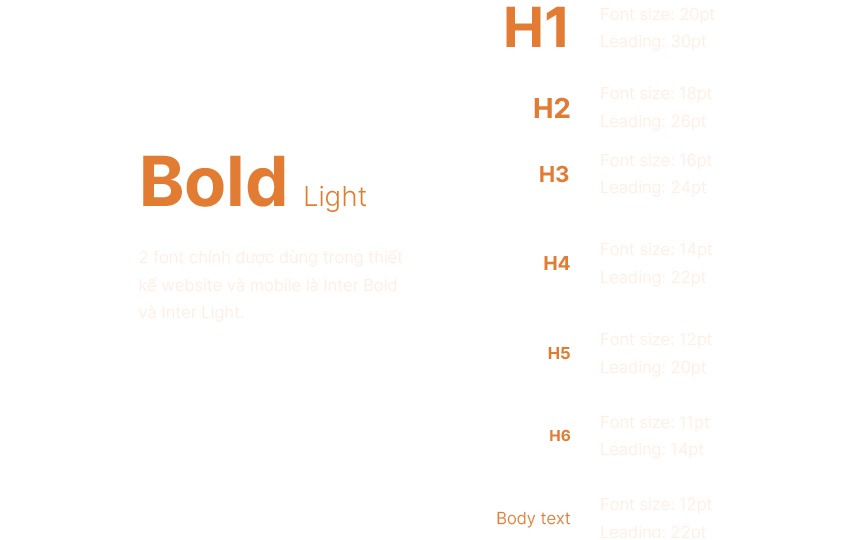 Bold Light
2 font chính được dùng trong thiết
kế website và mobile là Inter Bold
và Inter Light.
H1
Font size: 20pt
Leading: 30pt
H2
Font size: 18pt
Leading: 26pt
H3
Font size: 16pt
Leading: 24pt
H4
Font size: 14pt
Leading: 22pt
H5
Font size: 12pt
Leading: 20pt
H6
Font size: 11pt
Leading: 14pt
Body text
Font size: 12pt
Leading: 22pt